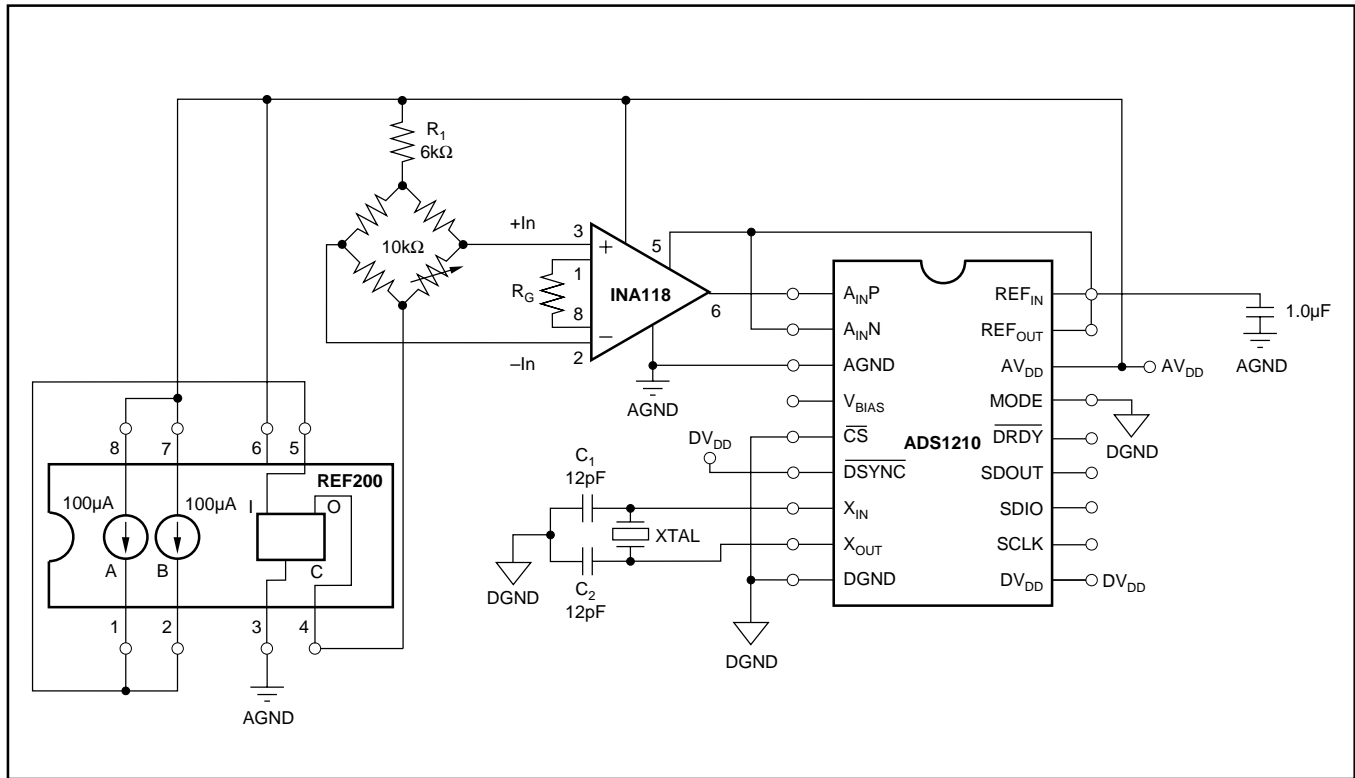 R1
6kΩ
10kΩ
+In
–In
3
1
8
2
5
6
+
–
RG
INA118
AGND
AINP
AINN
AGND
VBIAS
CS
DSYNC
XIN
XOUT
DGND
ADS1210
REFIN
REFOUT
AVDD
MODE
DRDY
SDOUT
SDIO
SCLK
DVDD
1.0µF
AGND
AVDD
DGND
DVDD
DVDD
C1
12pF
XTAL
C2
12pF
DGND
DGND
8
7
6
5
REF200
100µA
100µA
I
O
A
B
C
1
2
3
4
AGND